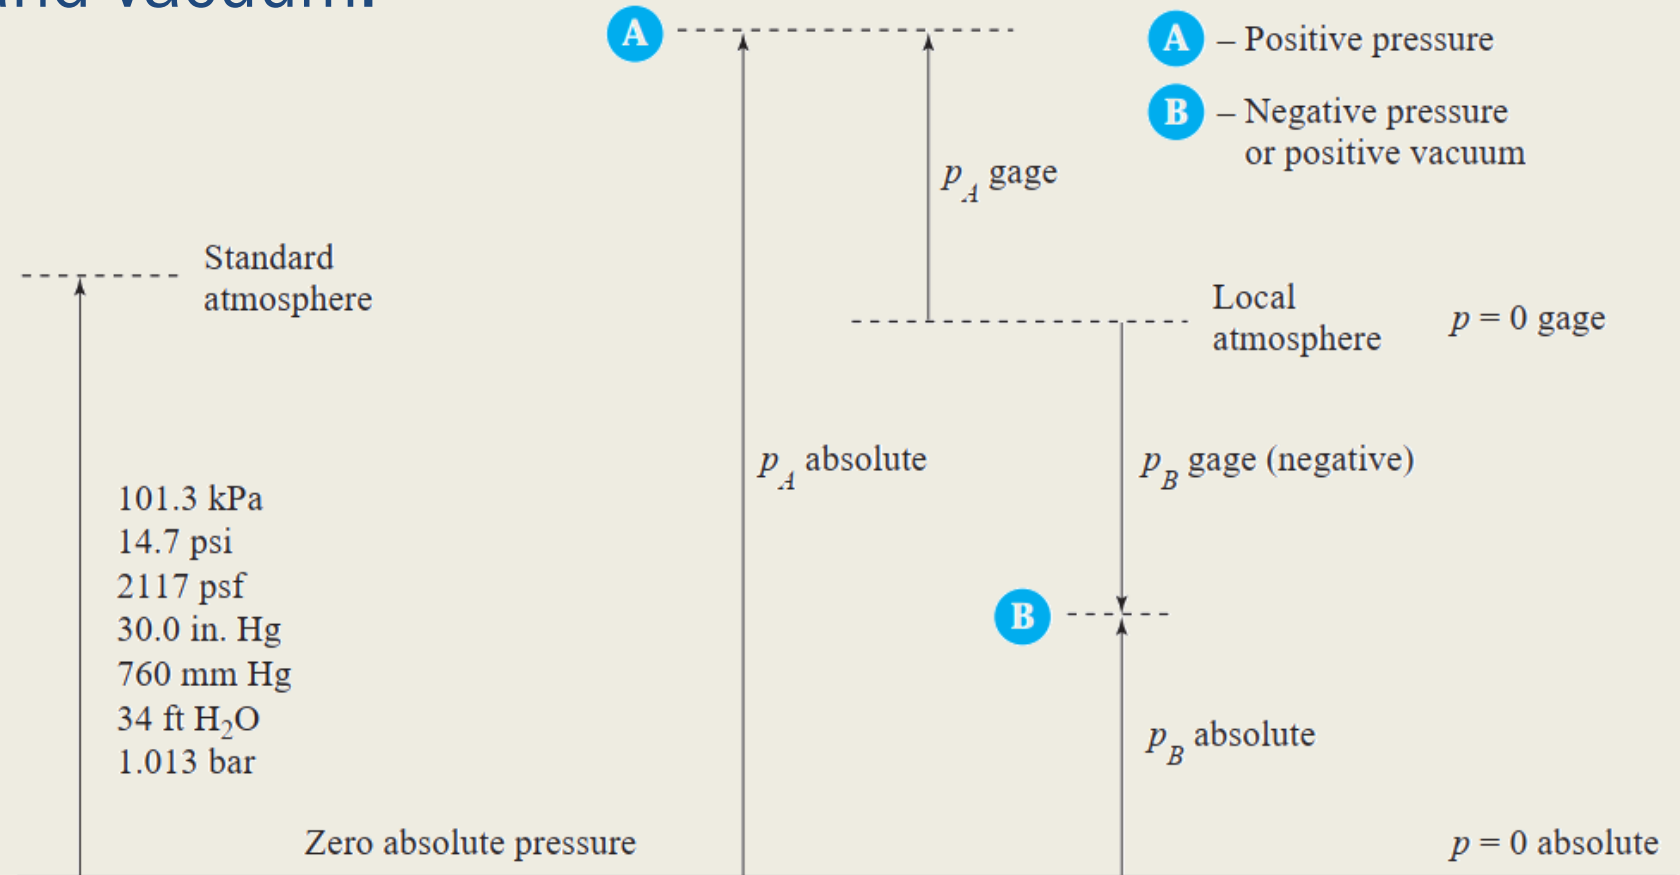 and vacuum.
A
A – Positive pressure
B – Negative pressure
or positive vacuum
p_A gage
Standard
atmosphere
Local
atmosphere
p = 0 gage
p_A absolute
p_B gage (negative)
101.3 kPa
14.7 psi
2117 psf
30.0 in. Hg
760 mm Hg
34 ft H₂O
1.013 bar
B
p_B absolute
Zero absolute pressure
p = 0 absolute